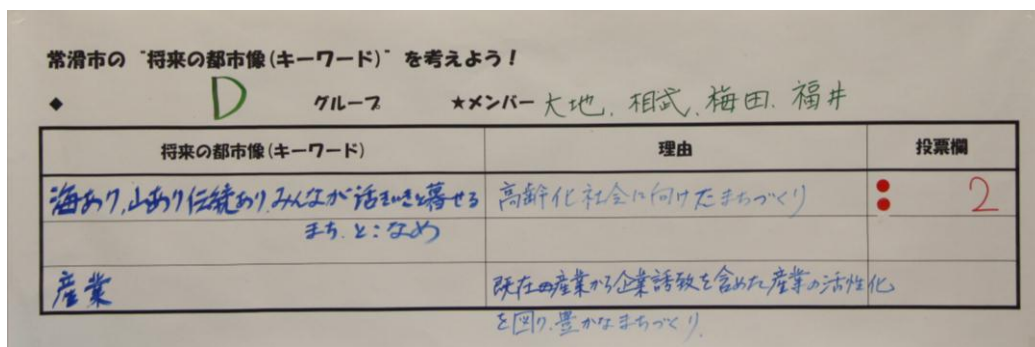 常滑市の“将来の都市像(キーワード)”を考えよう!
◆ D グループ ★メンバー 大地、相武、梅田、福井
将来の都市像(キーワード) 理由 投票欄
海あり,山あり伝統あり,みんなが活きいきと暮せる 高齢化社会に向けたまちづくり 2
まち、とこなめ
産業 既在の産業から企業誘致を含めた産業の活性化
を図り、豊かなまちづくり.